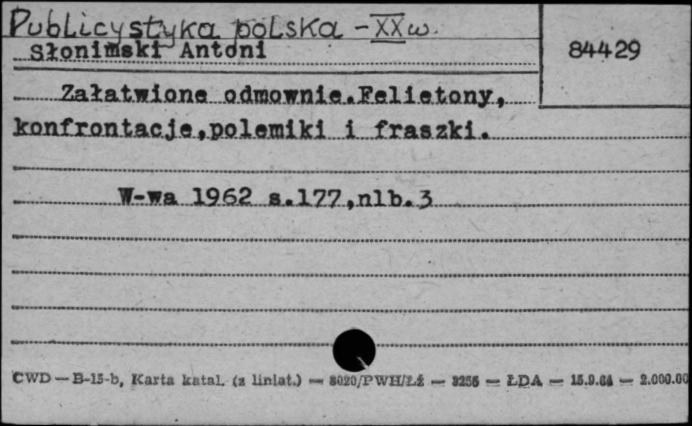 Publicystyka polska - XX w.
Słonimski Antoni
84429
Załatwione odmownie.Felietony,
konfrontacje,polemiki i fraszki.
W-wa 1962 s.177,nlb.3
CWD — B-15-b, Karta katal. (z liniat.) — 8020/PWH/Łź — 3256 — ŁDA — 15.9.64 — 2.000.00